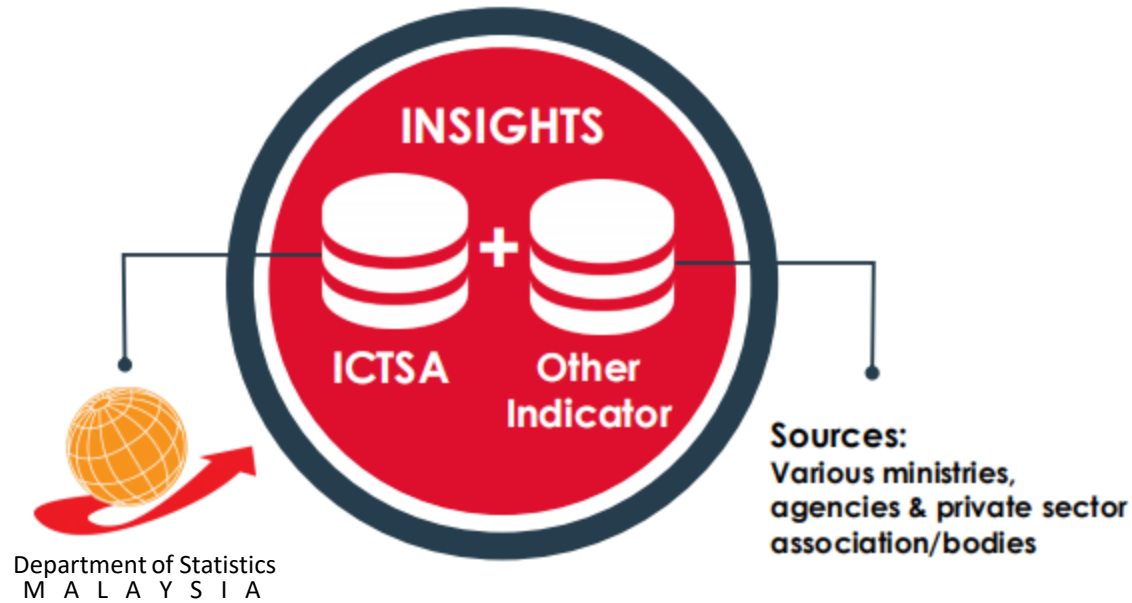 INSIGHTS
+
ICTSA
Other
Indicator
Department of Statistics
M A L A Y S I A
Sources:
Various ministries,
agencies & private sector
association/bodies